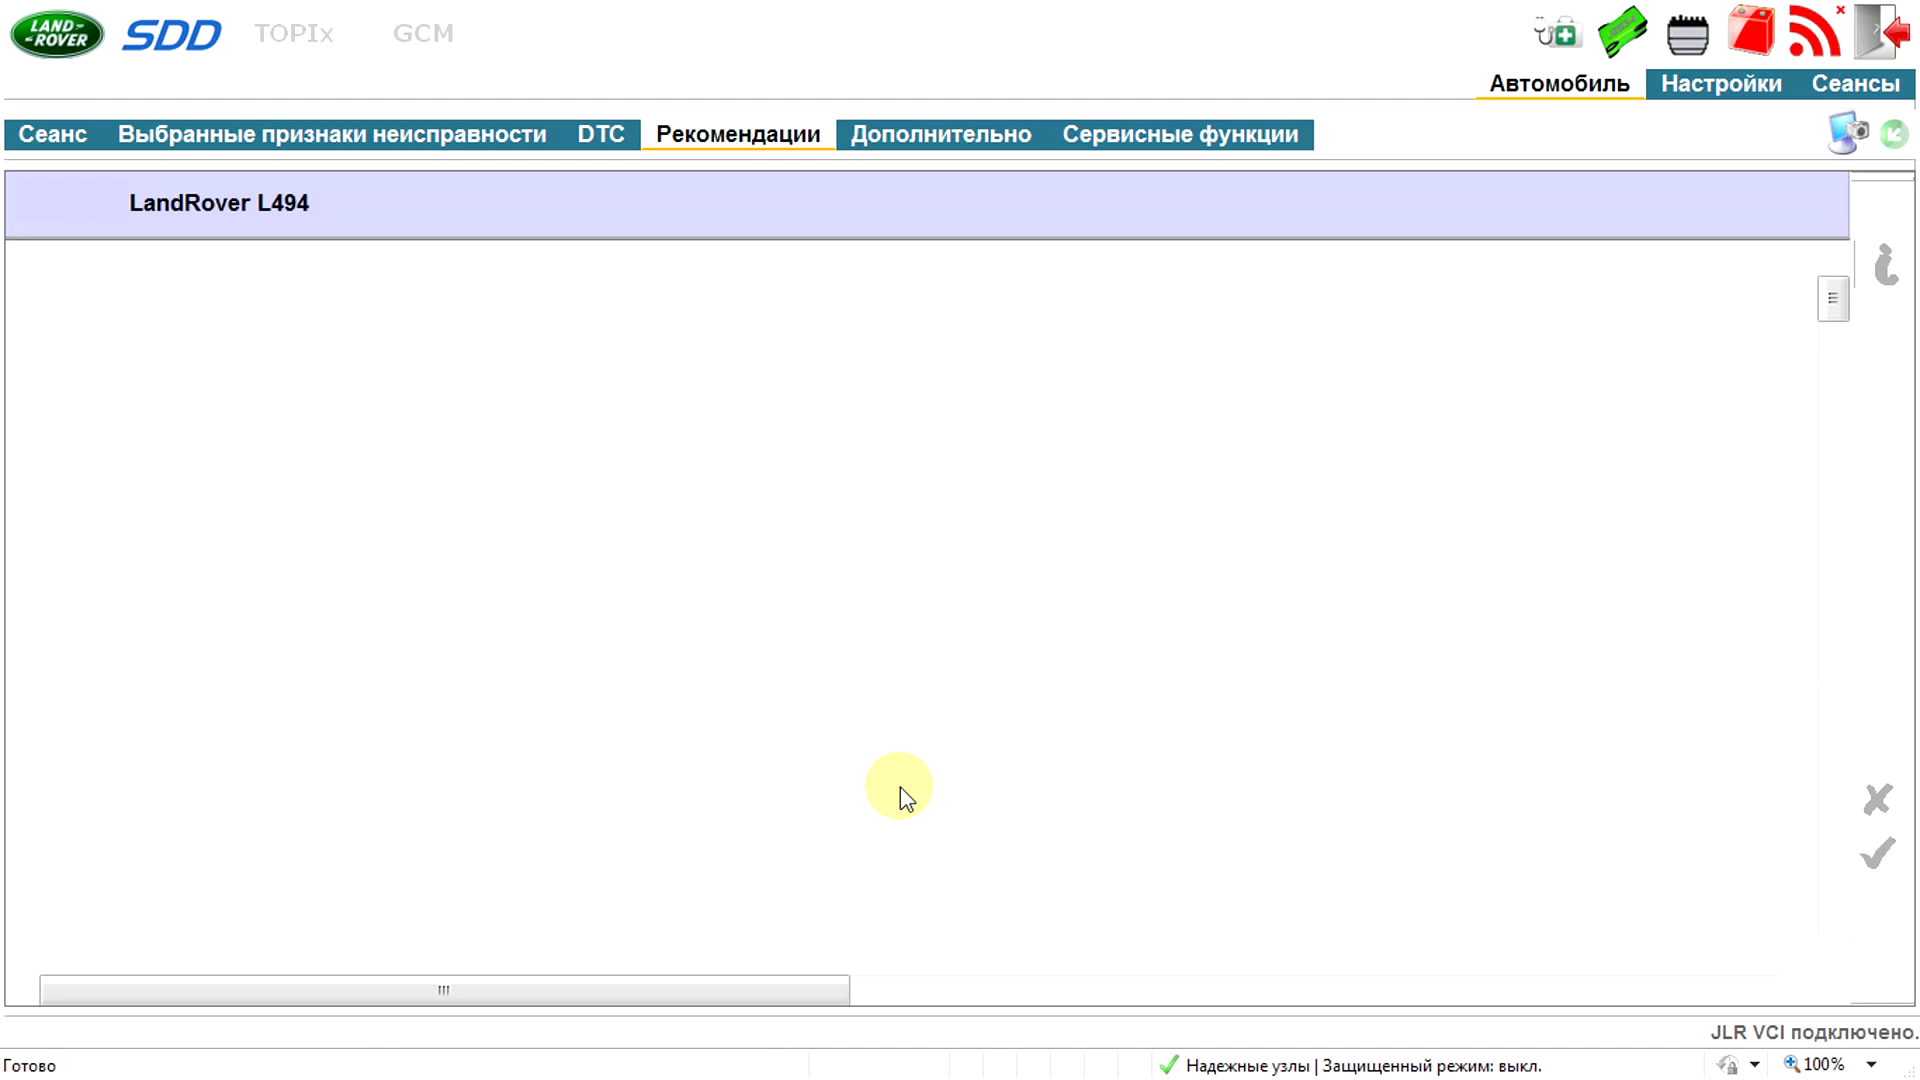 LAND-
-ROVER
SDD
TOPIx
GCM
Автомобиль
Настройки
Сеансы
Сеанс
Выбранные признаки неисправности
DTC
Рекомендации
Дополнительно
Сервисные функции
LandRover L494
JLR VCI подключено.
Готово
Надежные узлы | Защищенный режим: выкл.
100%